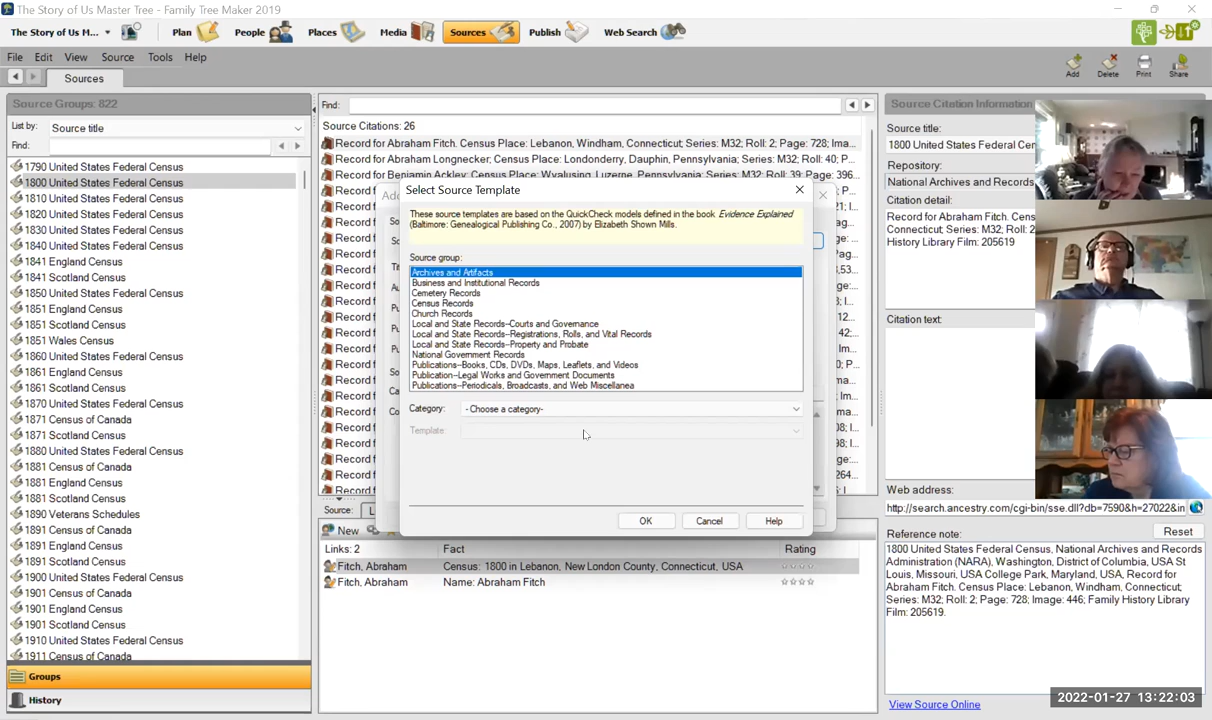 The Story of Us Master Tree - Family Tree Maker 2019
The Story of Us M...
Plan
People
Places
Media
Sources
Publish
Web Search
File
Edit
View
Source
Tools
Help
Sources
Add
Delete
Print
Share
Source Groups: 822
List by:
Source title
Find:
1790 United States Federal Census
1800 United States Federal Census
1810 United States Federal Census
1820 United States Federal Census
1830 United States Federal Census
1840 United States Federal Census
1841 England Census
1841 Scotland Census
1850 United States Federal Census
1851 England Census
1851 Scotland Census
1851 Wales Census
1860 United States Federal Census
1861 England Census
1861 Scotland Census
1870 United States Federal Census
1871 Census of Canada
1871 Scotland Census
1880 United States Federal Census
1881 Census of Canada
1881 England Census
1881 Scotland Census
1890 Veterans Schedules
1891 Census of Canada
1891 England Census
1891 Scotland Census
1900 United States Federal Census
1901 Census of Canada
1901 England Census
1901 Scotland Census
1910 United States Federal Census
1911 Census of Canada
Groups
History
Find:
Source Citations: 26
Record for Abraham Fitch. Census Place: Lebanon, Windham, Connecticut; Series: M32; Roll: 2; Page: 728; Image:...
Record for Abraham Longnecker, Census Place: Londonderry, Dauphin, Pennsylvania; Series: M32; Roll: 40; P...
Record for Benjamin Ackley, Census Place: Wyalusing, Luzerne, Pennsylvania; Series: M32; Roll: 39; Page: 396...
Select Source Template
These source templates are based on the QuickCheck models defined in the book Evidence Explained
(Baltimore: Genealogical Publishing Co., 2007) by Elizabeth Shown Mills.
Source group:
Archives and Artifacts
Business and Institutional Records
Cemetery Records
Census Records
Church Records
Local and State Records--Courts and Governance
Local and State Records--Registrations, Rolls, and Vital Records
Local and State Records--Property and Probate
National Government Records
Publications--Books, CDs, DVDs, Maps, Leaflets, and Videos
Publication--Legal Works and Government Documents
Publications--Periodicals, Broadcasts, and Web Miscellanea
Category:
- Choose a category-
Template:
OK
Cancel
Help
Source:
New
Links: 2
Fact
Rating
Fitch, Abraham
Census: 1800 in Lebanon, New London County, Connecticut, USA
Fitch, Abraham
Name: Abraham Fitch
Source Citation Information
Source title:
1800 United States Federal Cen
Repository:
National Archives and Records
Citation detail:
Record for Abraham Fitch. Cens
Connecticut; Series: M32; Roll: 2
History Library Film: 205619
Citation text:
Web address:
http://search.ancestry.com/cgi-bin/sse.dll?db=7590&h=27022&in
Reference note:
Reset
1800 United States Federal Census, National Archives and Records
Administration (NARA), Washington, District of Columbia, USA St
Louis, Missouri, USA College Park, Maryland, USA, Record for
Abraham Fitch. Census Place: Lebanon, Windham, Connecticut;
Series: M32; Roll: 2; Page: 728; Image: 446; Family History Library
Film: 205619.
View Source Online
2022-01-27 13:22:03